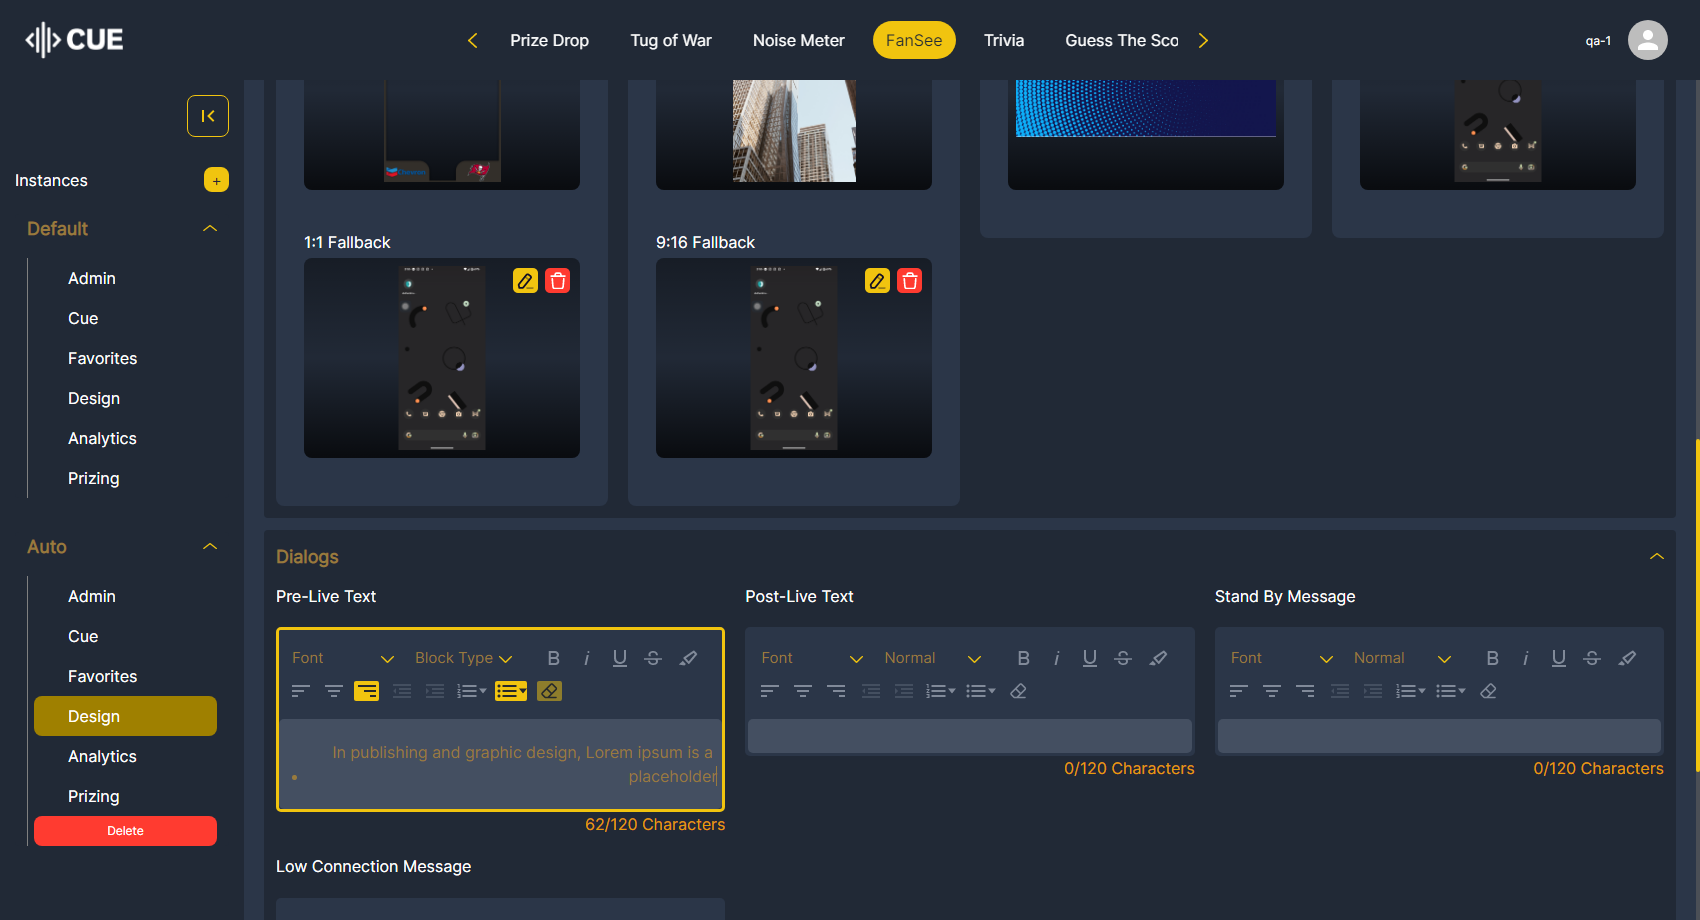 CUE
Prize Drop
Tug of War
Noise Meter
FanSee
Trivia
Guess The Sco
qa-1
Instances
+
Default
Admin
Cue
Favorites
Design
Analytics
Prizing
Auto
Admin
Cue
Favorites
Design
Analytics
Prizing
Delete
1:1 Fallback
9:16 Fallback
Dialogs
Pre-Live Text
Font
Block Type
B i U S
In publishing and graphic design, Lorem ipsum is a
placeholder
62/120 Characters
Post-Live Text
Font
Normal
B i U S
0/120 Characters
Stand By Message
Font
Normal
B i U S
0/120 Characters
Low Connection Message